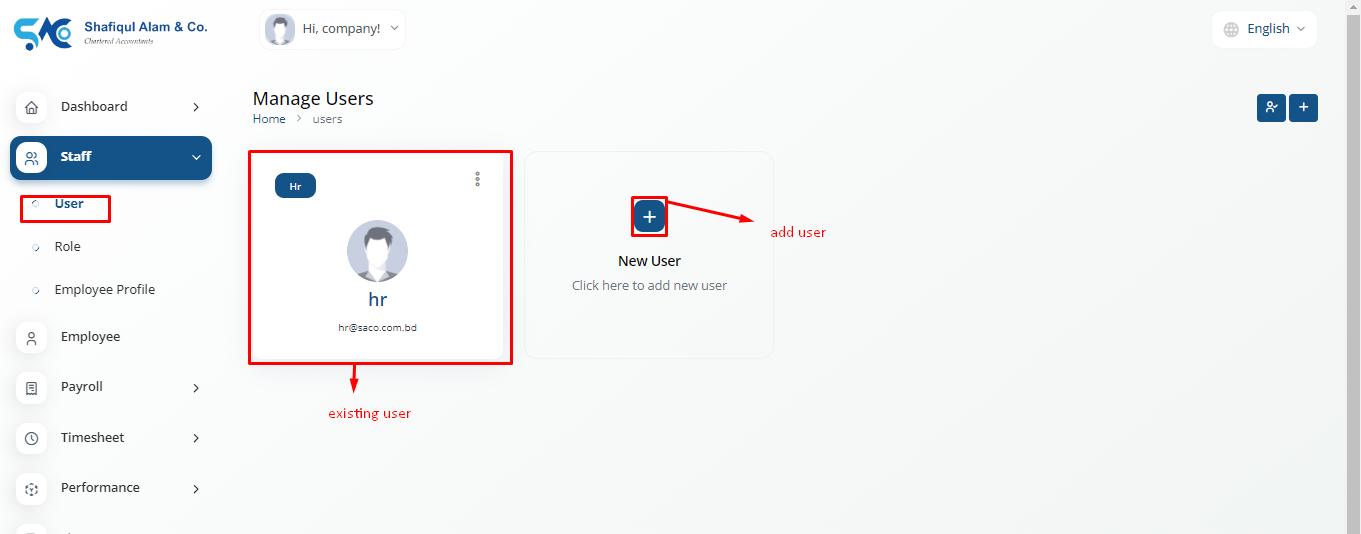 Shafiqul Alam & Co.
Chartered Accountants
Hi, company!
English
Dashboard
Staff
User
Role
Employee Profile
Employee
Payroll
Timesheet
Performance
Manage Users
Home > users
Hr
hr
hr@saco.com.bd
existing user
New User
Click here to add new user
add user